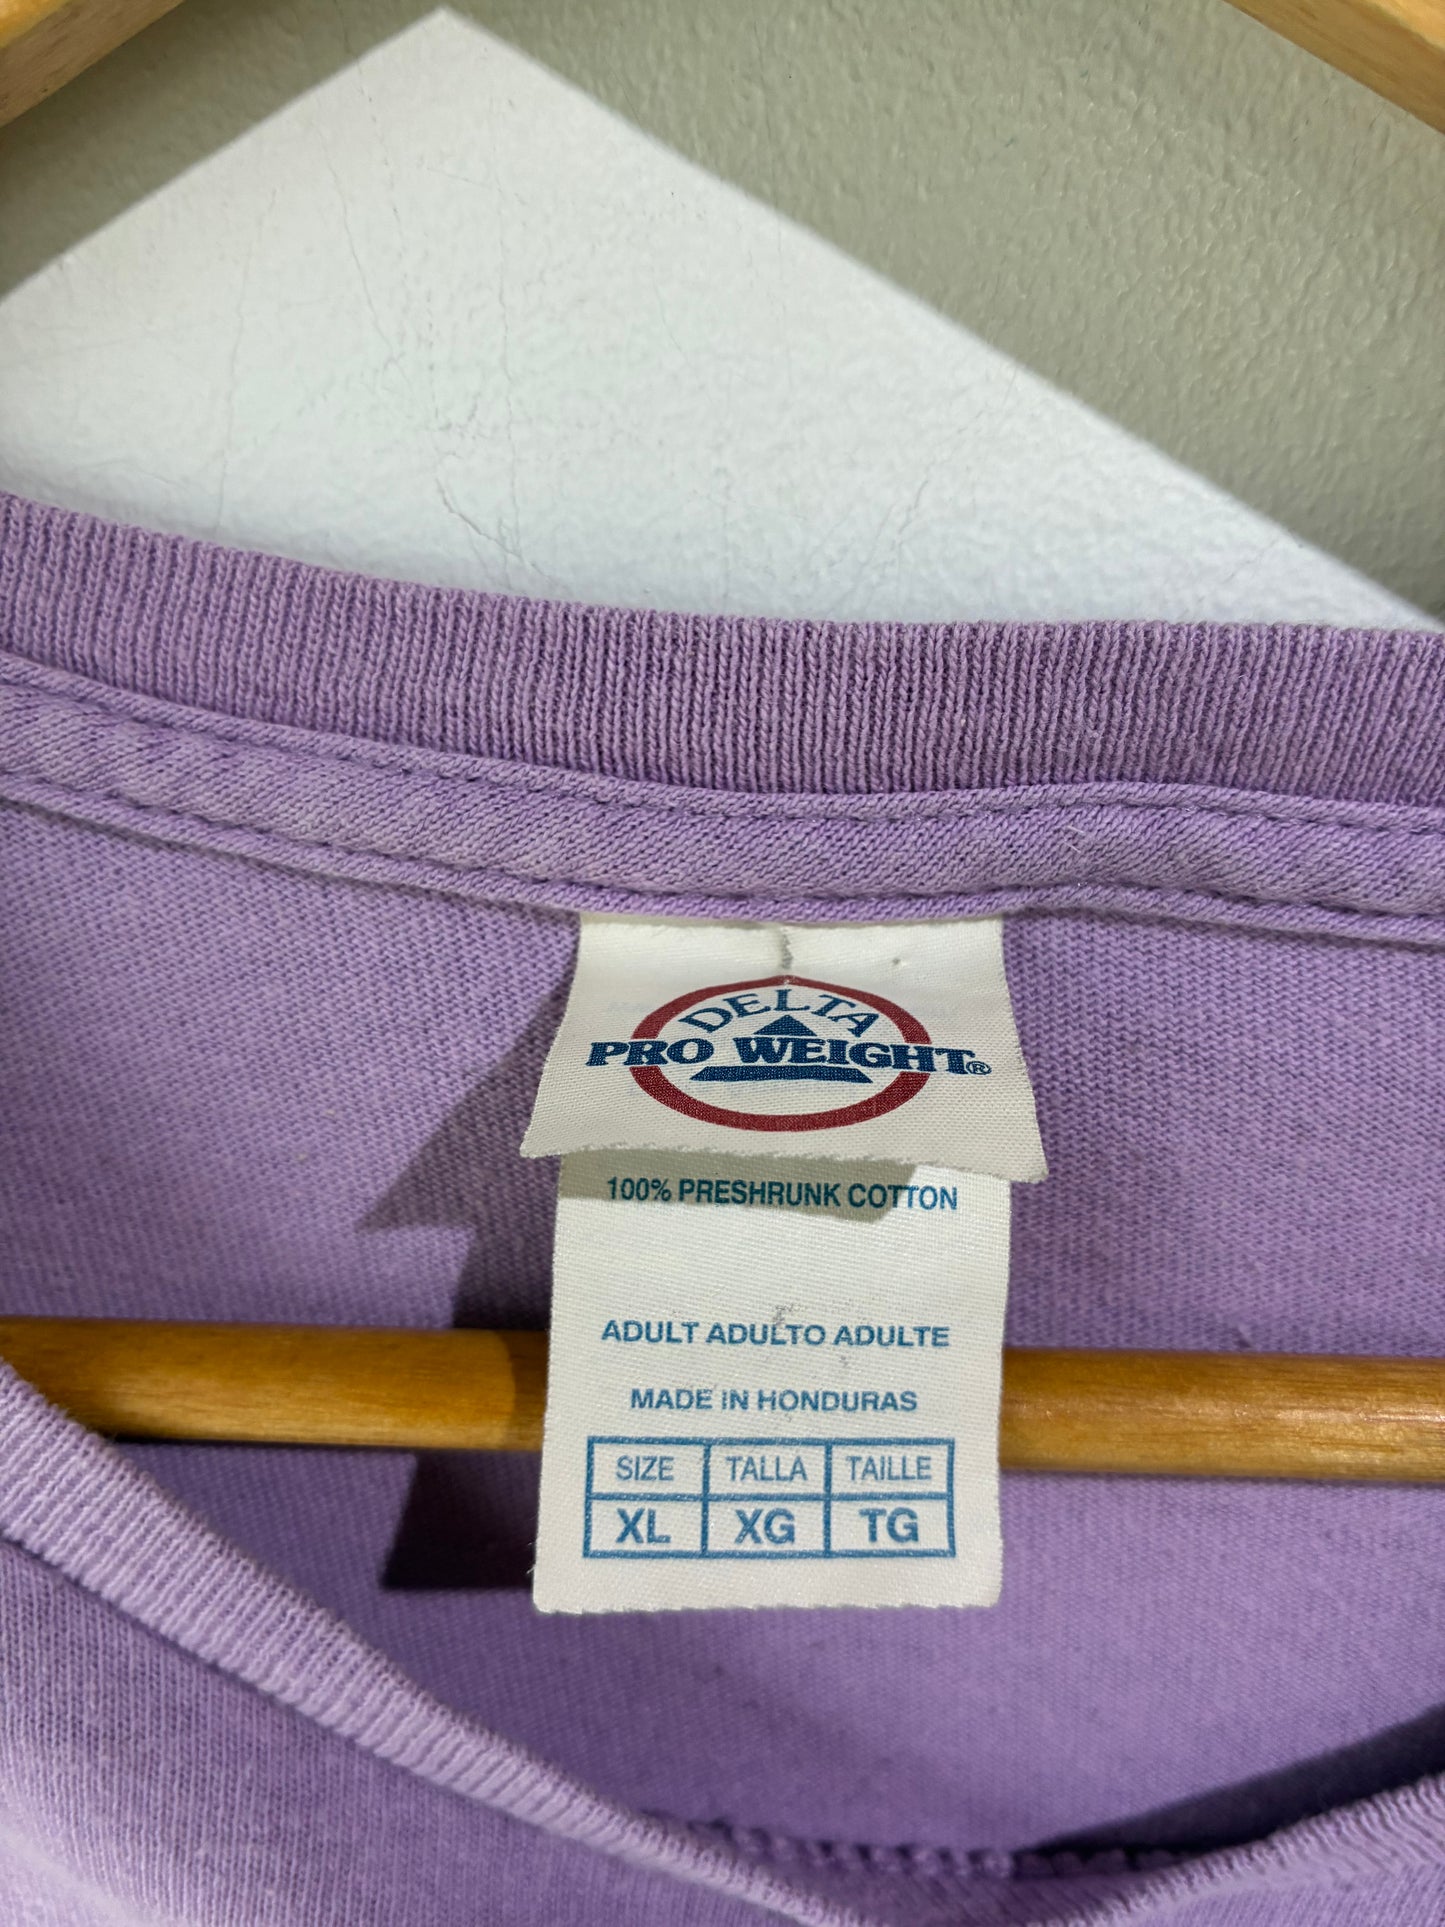 DELTA
PRO WEIGHT®
100% PRESHRUNK COTTON
ADULT ADULTO ADULTE
MADE IN HONDURAS
SIZE TALLA TAILLE
XL XG TG